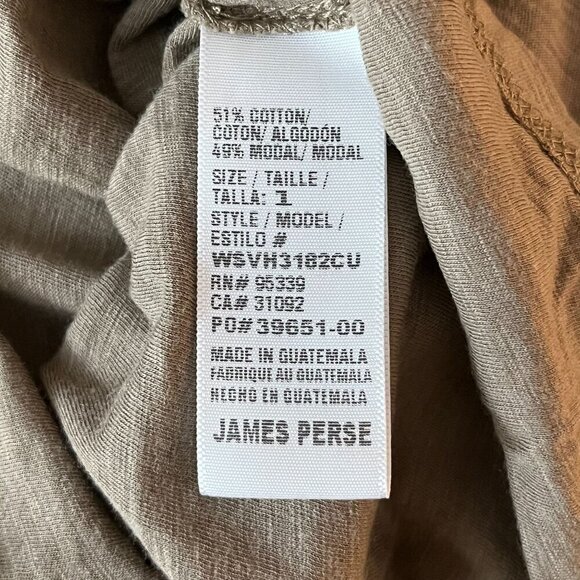 51% COTTON/
COTON/ ALGODÓN
49% MODAL/ MODAL
SIZE / TAILLE /
TALLA: 1
STYLE / MODEL /
ESTILO #
WSVH3182CU
RN# 95339
CA# 31092
PO# 39651-00
MADE IN GUATEMALA
FABRIQUE AU GUATEMALA
HECHO EN GUATEMALA
JAMES PERSE